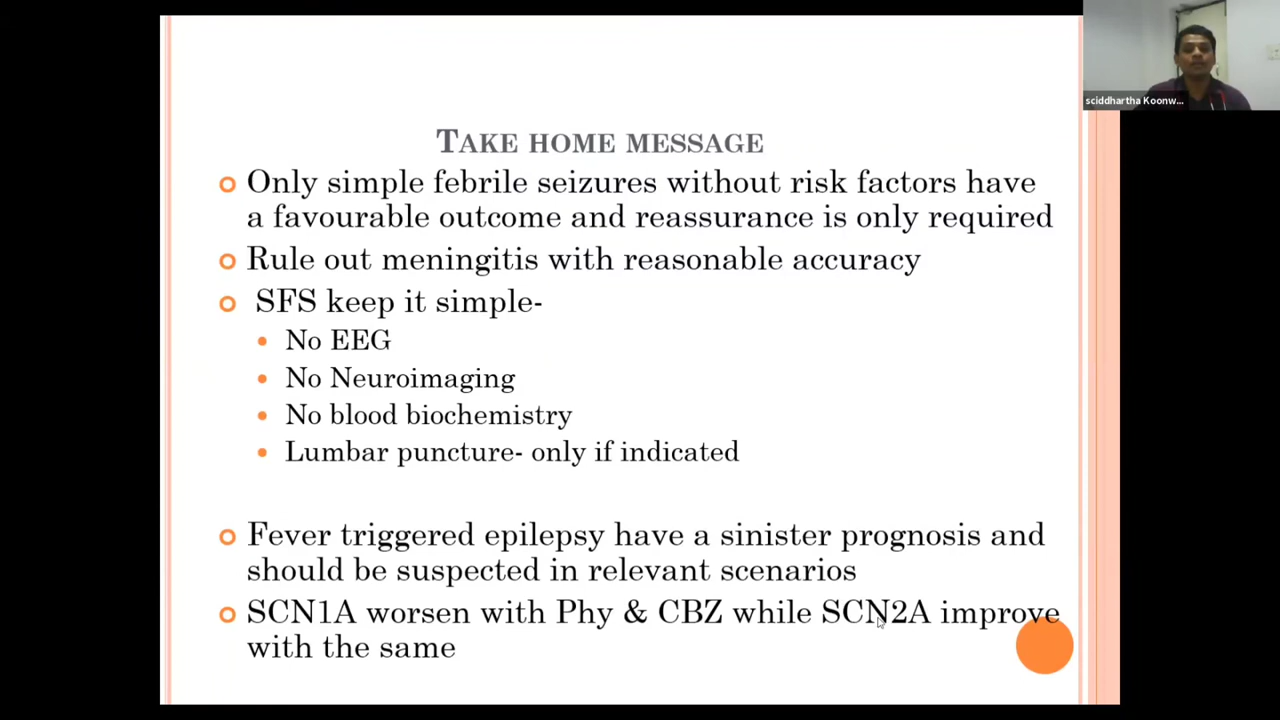 sciddhartha Koonw...
TAKE HOME MESSAGE
Only simple febrile seizures without risk factors have
a favourable outcome and reassurance is only required
Rule out meningitis with reasonable accuracy
SFS keep it simple-
No EEG
No Neuroimaging
No blood biochemistry
Lumbar puncture- only if indicated
Fever triggered epilepsy have a sinister prognosis and
should be suspected in relevant scenarios
SCN1A worsen with Phy & CBZ while SCN2A improve
with the same